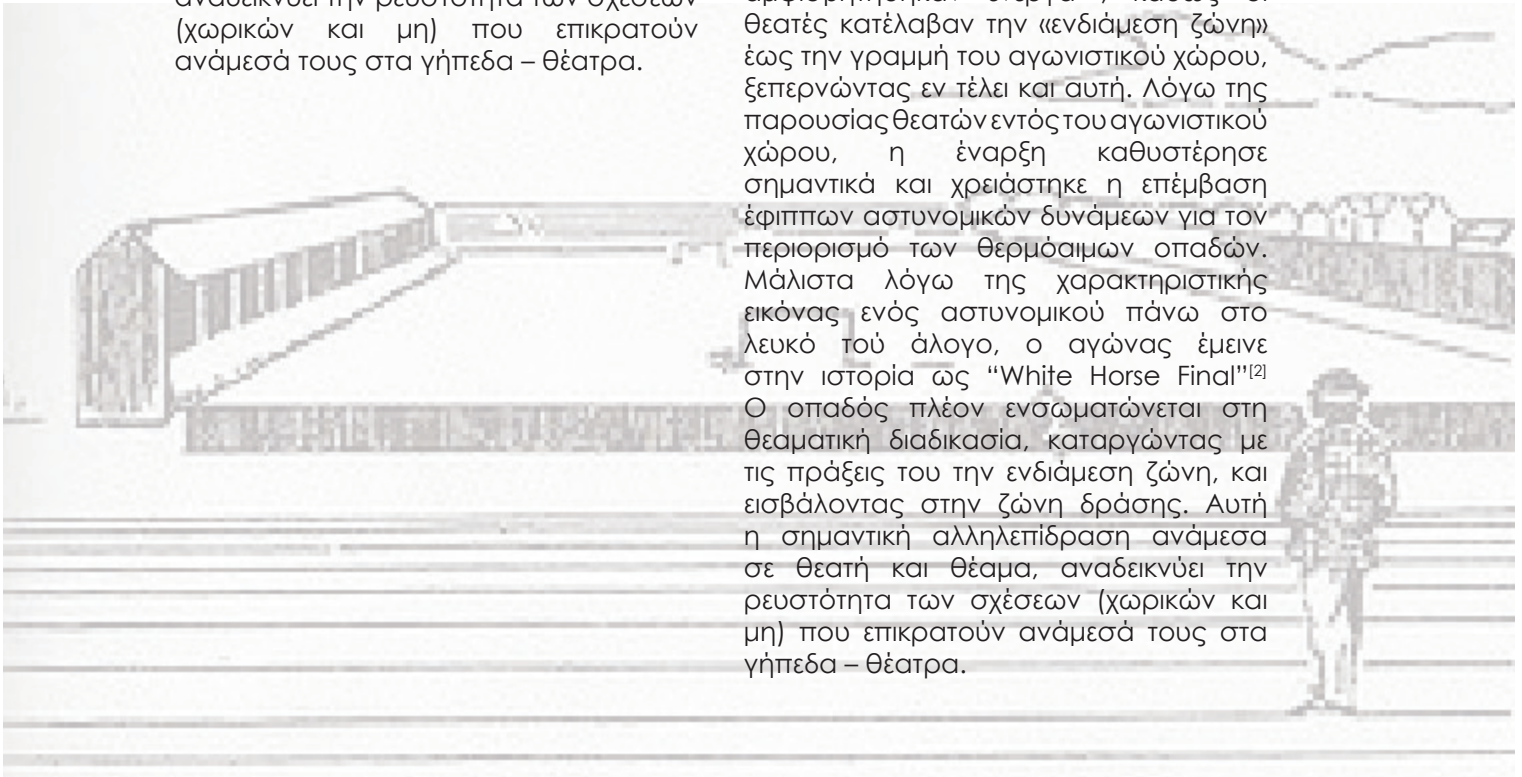 αναδεικνύει την ρευστότητα των σχέσεων
(χωρικών και μη) που επικρατούν
ανάμεσά τους στα γήπεδα – θέατρα.
θεατές κατέλαβαν την «ενδιάμεση ζώνη»
έως την γραμμή του αγωνιστικού χώρου,
ξεπερνώντας εν τέλει και αυτή. Λόγω της
παρουσίας θεατών εντός του αγωνιστικού
χώρου, η έναρξη καθυστέρησε
σημαντικά και χρειάστηκε η επέμβαση
έφιππων αστυνομικών δυνάμεων για τον
περιορισμό των θερμόαιμων οπαδών.
Μάλιστα λόγω της χαρακτηριστικής
εικόνας ενός αστυνομικού πάνω στο
λευκό τού άλογο, ο αγώνας έμεινε
στην ιστορία ως “White Horse Final”[2]
Ο οπαδός πλέον ενσωματώνεται στη
θεαματική διαδικασία, καταργώντας με
τις πράξεις του την ενδιάμεση ζώνη, και
εισβάλοντας στην ζώνη δράσης. Αυτή
η σημαντική αλληλεπίδραση ανάμεσα
σε θεατή και θέαμα, αναδεικνύει την
ρευστότητα των σχέσεων (χωρικών και
μη) που επικρατούν ανάμεσά τους στα
γήπεδα – θέατρα.